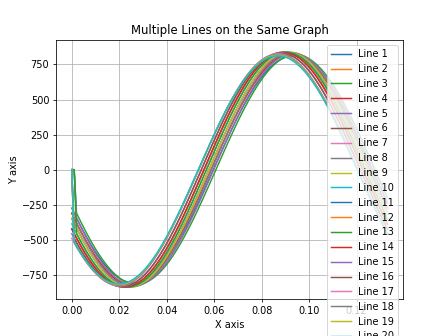 Multiple Lines on the Same Graph
Y axis
750
500
250
0
−250
−500
−750
0.00
0.02
0.04
0.06
0.08
0.10
X axis
Line 1
Line 2
Line 3
Line 4
Line 5
Line 6
Line 7
Line 8
Line 9
Line 10
Line 11
Line 12
Line 13
Line 14
Line 15
Line 16
Line 17
Line 18
Line 19
Line 20